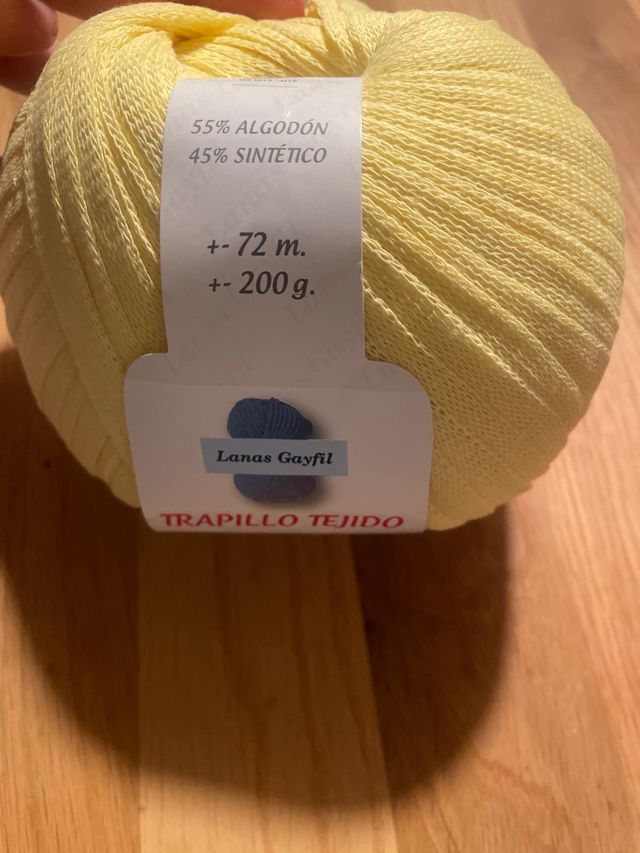 55% ALGODÓN
45% SINTÉTICO
+- 72 m.
+- 200 g.
Lanas Gayfil
TRAPILLO TEJIDO